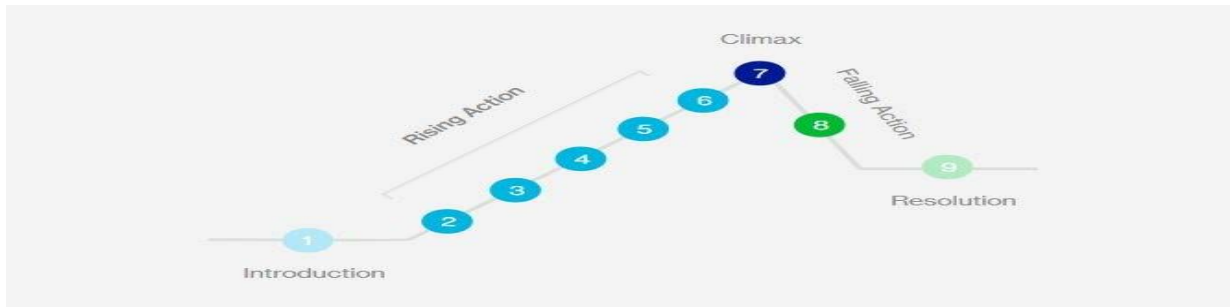 Climax
7
Rising Action
Falling Action
6
5
8
4
9
3
Resolution
2
1
Introduction